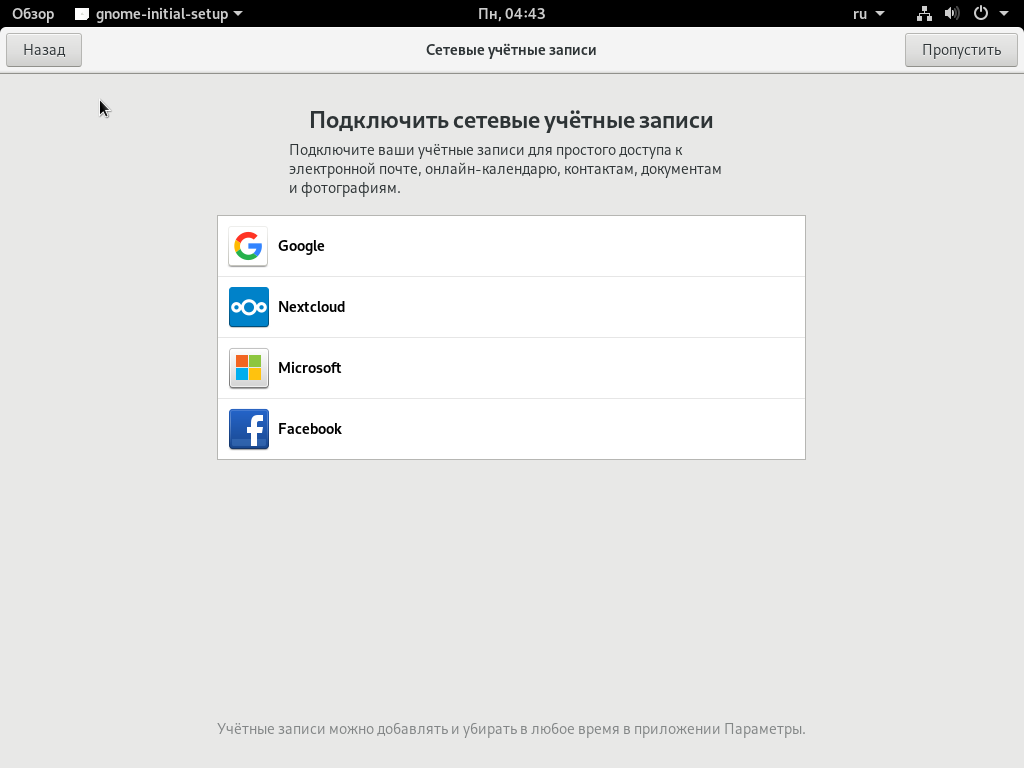 Обзор gnome-initial-setup Пн, 04:43 ru
Назад Сетевые учётные записи Пропустить
Подключить сетевые учётные записи
Подключите ваши учётные записи для простого доступа к
электронной почте, онлайн-календарю, контактам, документам
и фотографиям.
Google
Nextcloud
Microsoft
Facebook
Учётные записи можно добавлять и убирать в любое время в приложении Параметры.